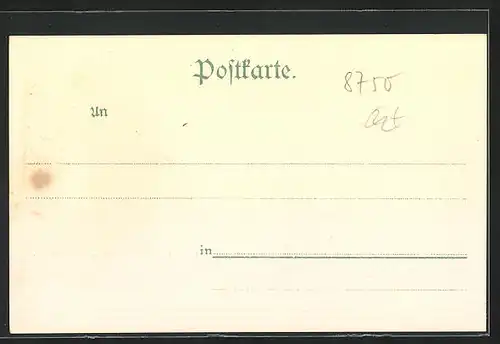 Postkarte.
8750
An
in